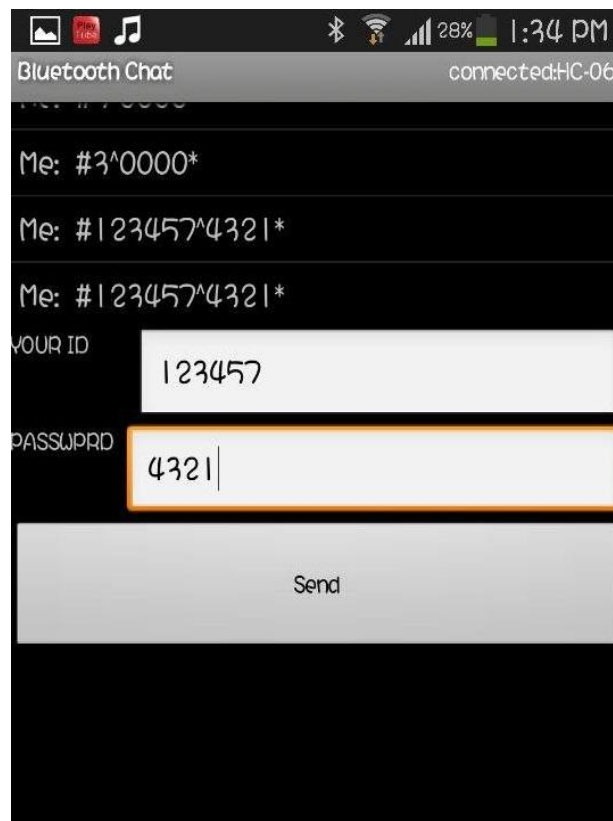 Play Tube 28% 1:34 PM
Bluetooth Chat connected:HC-06
Me: #3^0000*
Me: #123457^4321*
Me: #123457^4321*
YOUR ID
123457
PASSWPRD
4321
Send